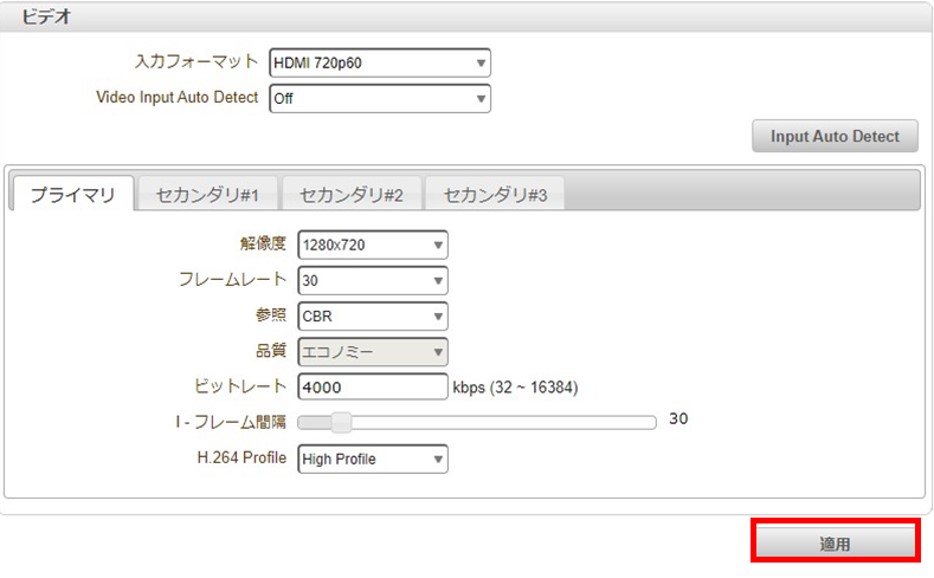 ビデオ
入力フォーマット HDMI 720p60
Video Input Auto Detect Off
Input Auto Detect
プライマリ セカンダリ#1 セカンダリ#2 セカンダリ#3
解像度 1280x720
フレームレート 30
参照 CBR
品質 エコノミー
ビットレート 4000 kbps (32 ~ 16384)
I - フレーム間隔 30
H.264 Profile High Profile
適用